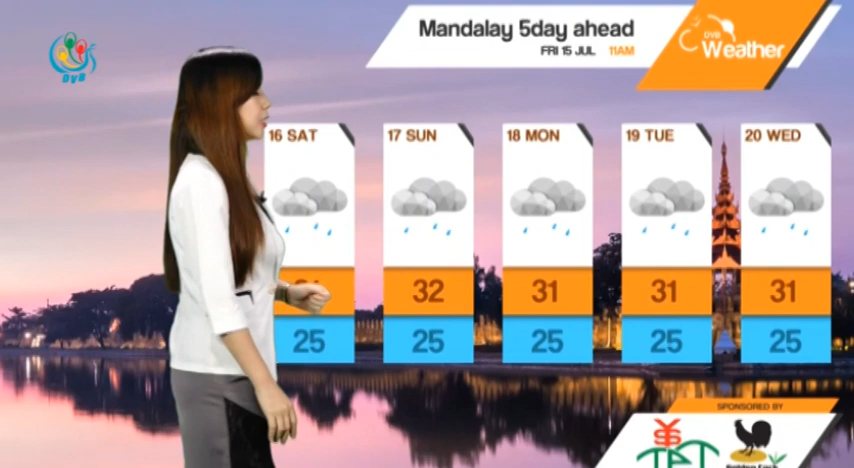 Mandalay 5day ahead
FRI 15 JUL 11AM
DVB
Weather
DVB
16 SAT
17 SUN
18 MON
19 TUE
20 WED
32
31
31
31
25
25
25
25
25
SPONSORED BY